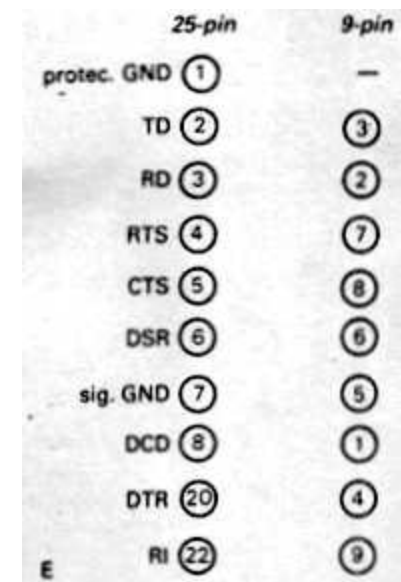 25-pin 9-pin
protec. GND 1 –
TD 2 3
RD 3 2
RTS 4 7
CTS 5 8
DSR 6 6
sig. GND 7 5
DCD 8 1
DTR 20 4
RI 22 9
E